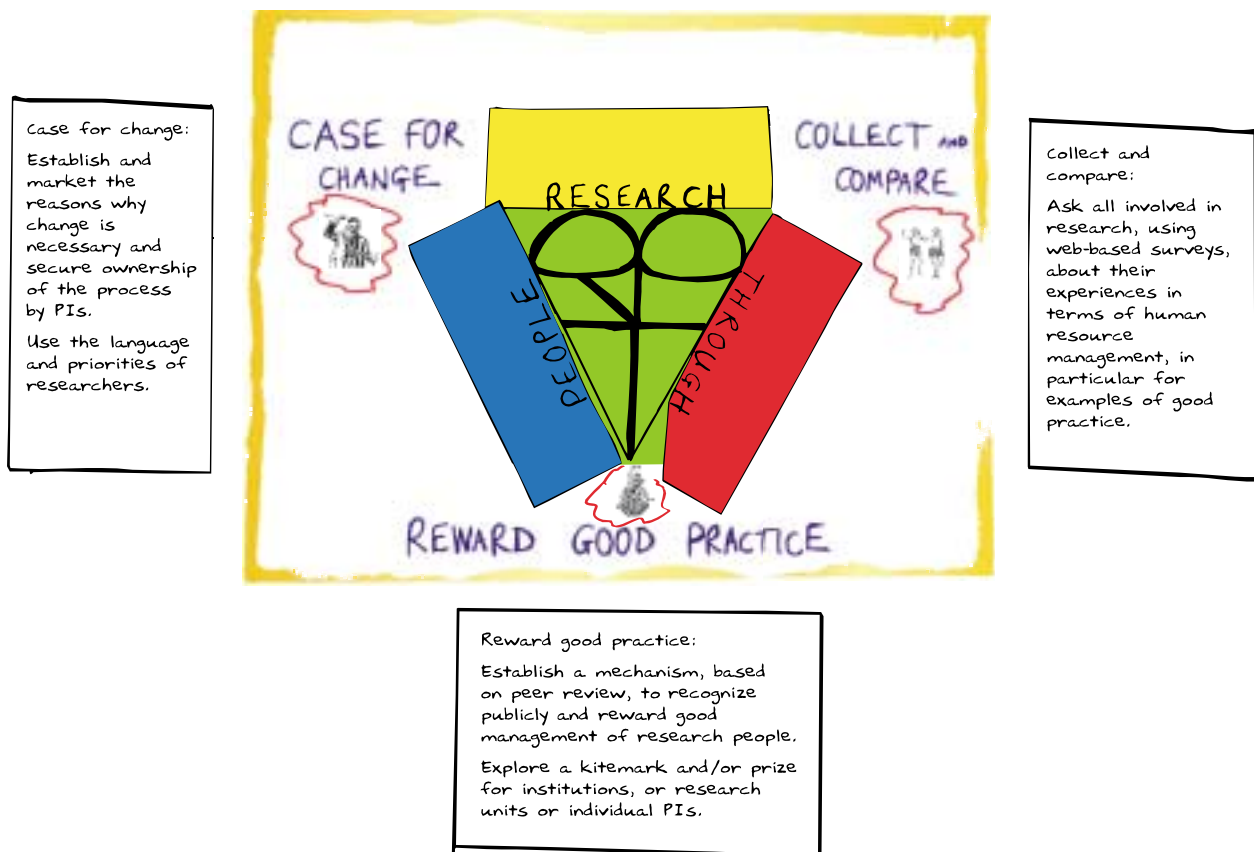 CASE FOR
CHANGE
COLLECT AND
COMPARE
RESEARCH
PEOPLE
THROUGH
REWARD GOOD PRACTICE
Case for change:
Establish and
market the
reasons why
change is
necessary and
secure ownership
of the process
by PIs.
Use the language
and priorities of
researchers.
Collect and
compare:
Ask all involved in
research, using
web-based surveys,
about their
experiences in
terms of human
resource
management, in
particular for
examples of good
practice.
Reward good practice:
Establish a mechanism, based
on peer review, to recognize
publicly and reward good
management of research people.
Explore a kitemark and/or prize
for institutions, or research
units or individual PIs.